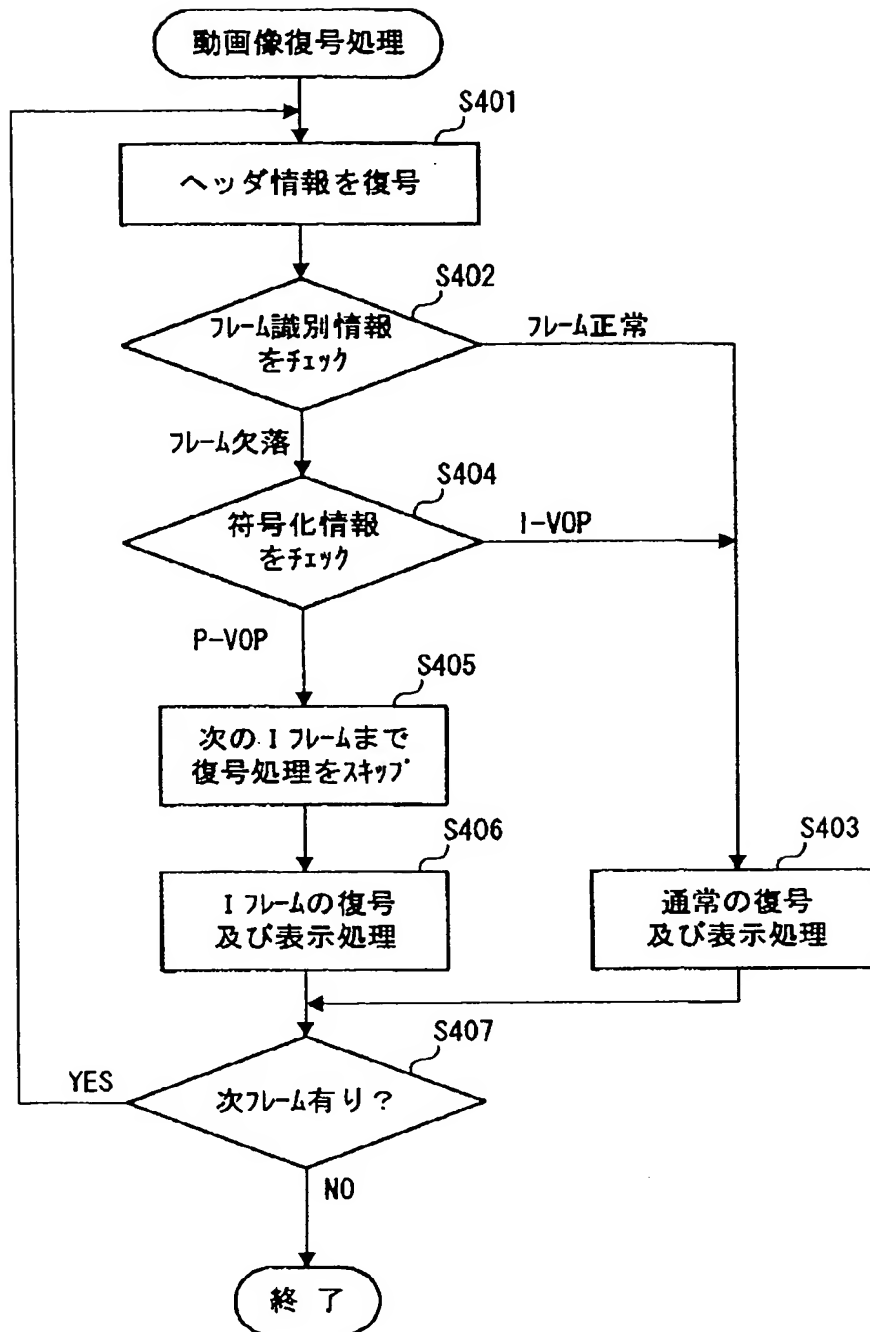 動画像復号処理
S401
ヘッダ情報を復号
S402
フレーム識別情報
をチェック
フレーム正常
フレーム欠落
S404
符号化情報
をチェック
I-VOP
P-VOP
S405
次の I フレームまで
復号処理をスキップ
S406
I フレームの復号
及び表示処理
S403
通常の復号
及び表示処理
S407
YES
次フレーム有り?
NO
終 了